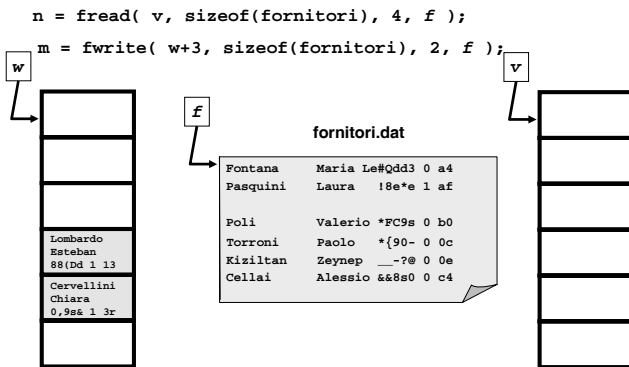 n = fread( v, sizeof(fornitori), 4, f );
m = fwrite( w+3, sizeof(fornitori), 2, f );
w
v
f
fornitori.dat
Fontana Maria Le#Qdd3 0 a4
Pasquini Laura !8e*e 1 af
Poli Valerio *FC9s 0 b0
Torroni Paolo *{90- 0 0c
Kiziltan Zeynep __-?@ 0 0e
Cellai Alessio &&8s0 0 c4
Lombardo
Esteban
88(Dd 1 13
Cervellini
Chiara
0,9s& 1 3r